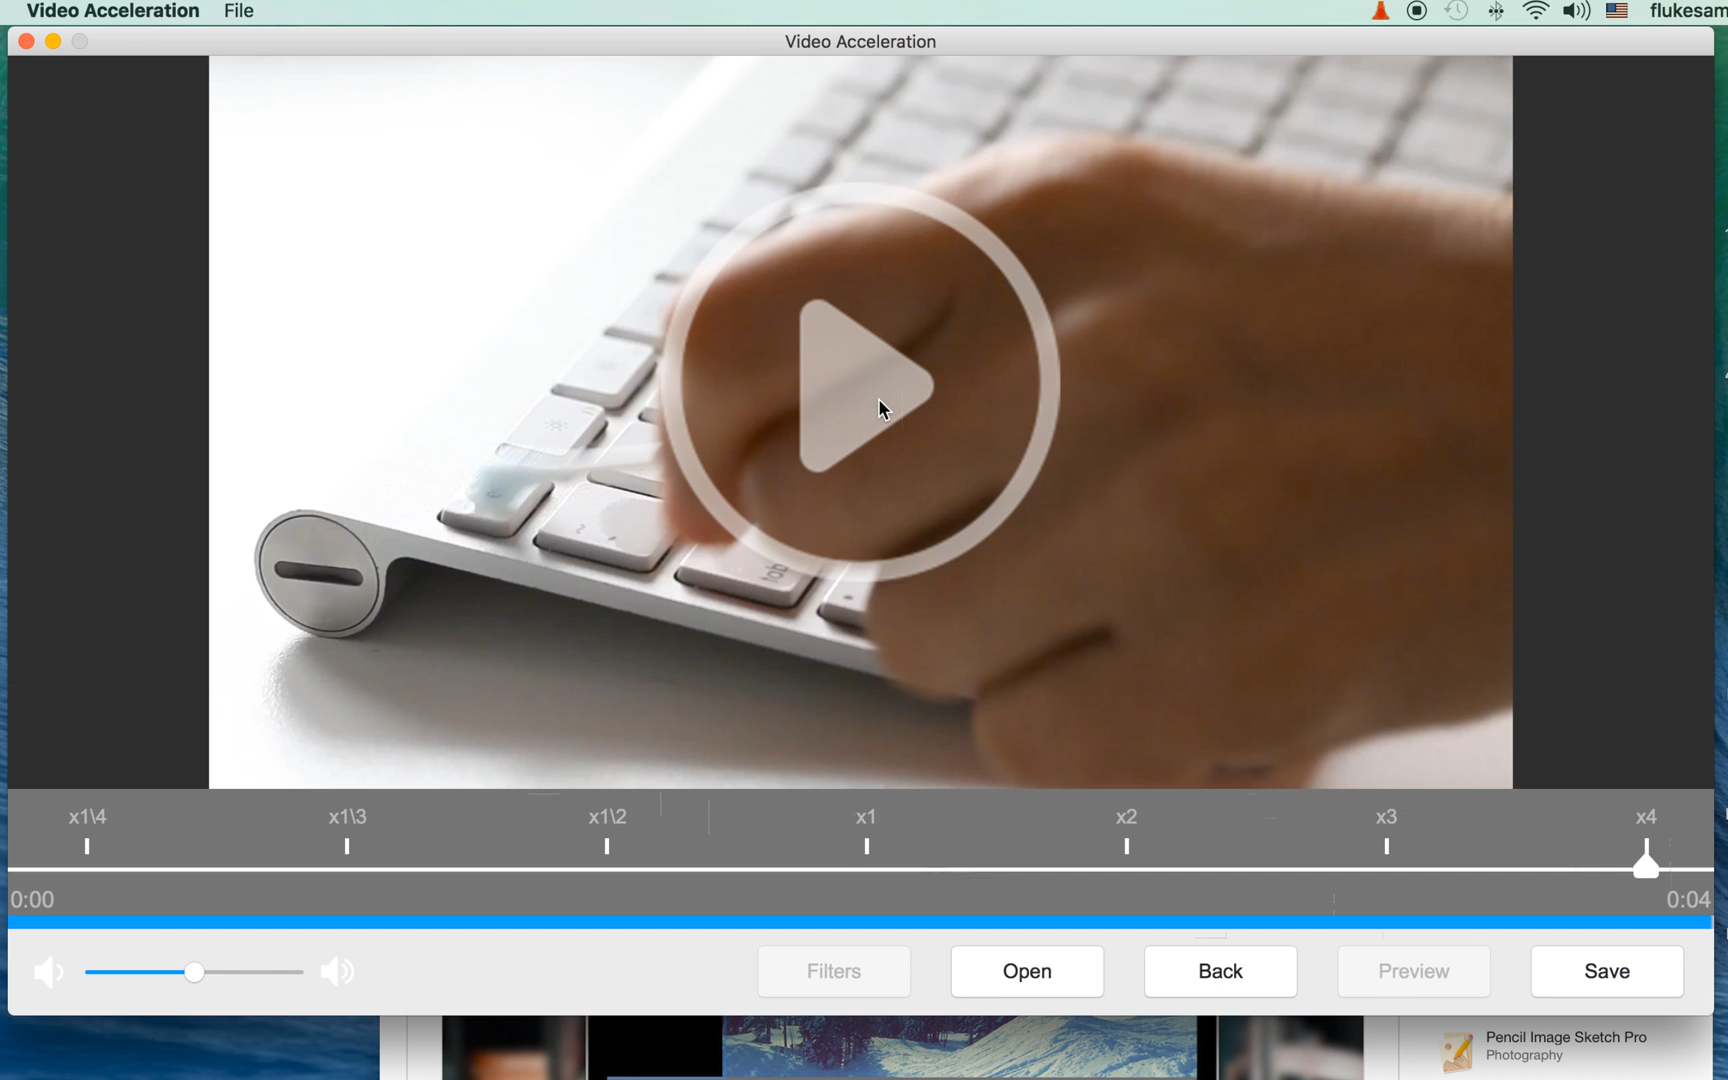 Video Acceleration File flukesam
Video Acceleration
tab
x1\4 x1\3 x1\2 x1 x2 x3 x4
0:00 0:04
Filters Open Back Preview Save
Pencil Image Sketch Pro
Photography